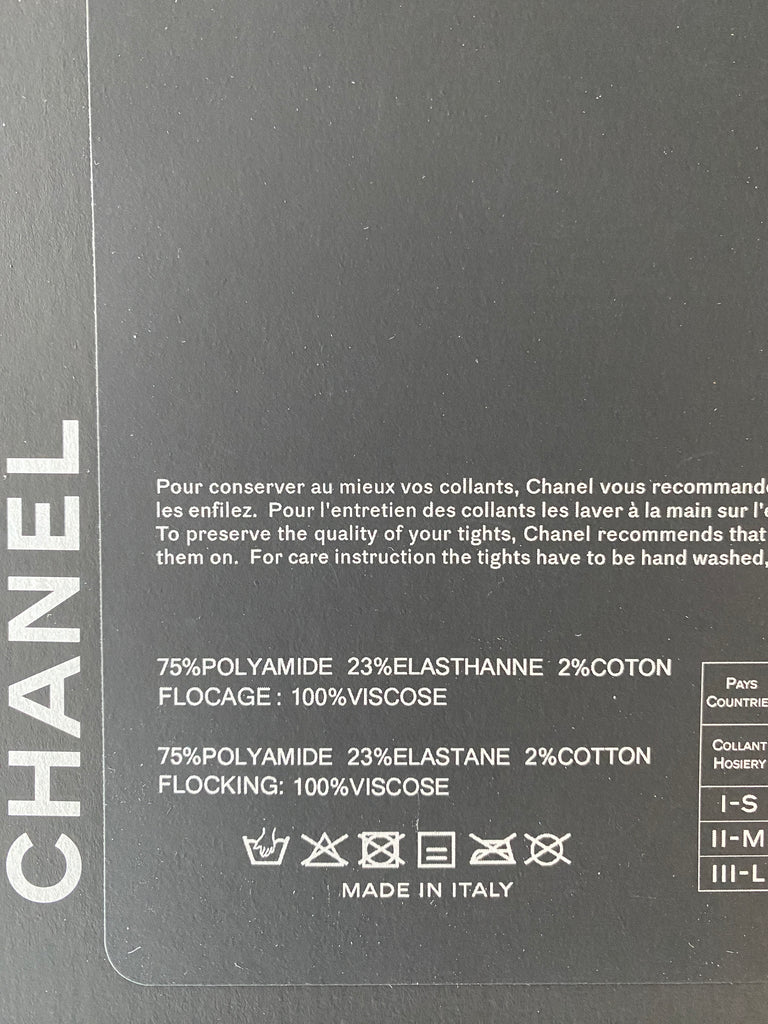 CHANEL
Pour conserver au mieux vos collants, Chanel vous recommande
les enfilez. Pour l'entretien des collants les laver à la main sur l'e
To preserve the quality of your tights, Chanel recommends that
them on. For care instruction the tights have to be hand washed,
75%POLYAMIDE 23%ELASTHANNE 2%COTON
FLOCAGE : 100%VISCOSE
75%POLYAMIDE 23%ELASTANE 2%COTTON
FLOCKING: 100%VISCOSE
MADE IN ITALY
PAYS
COUNTRIE
COLLANT
HOSIERY
I-S
II-M
III-L